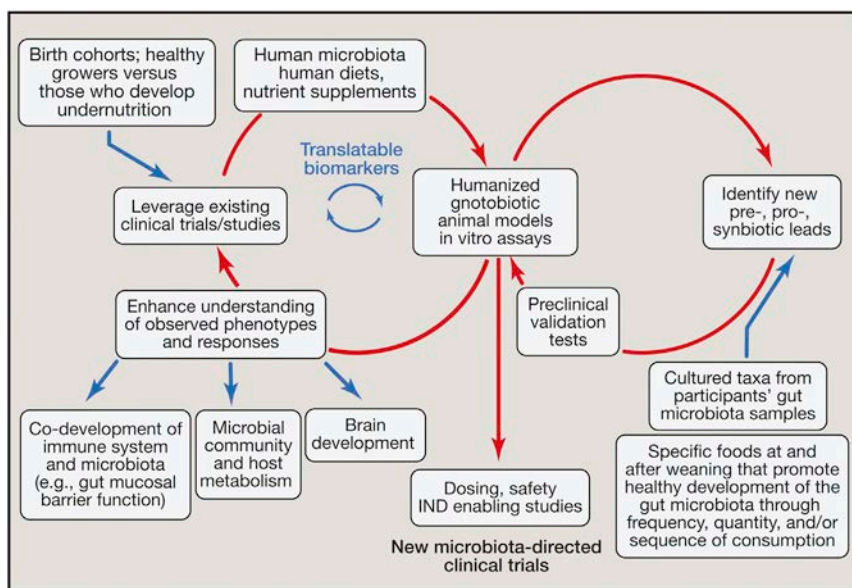 Birth cohorts; healthy
growers versus
those who develop
undernutrition
Human microbiota
human diets,
nutrient supplements
Translatable
biomarkers
Leverage existing
clinical trials/studies
Humanized
gnotobiotic
animal models
in vitro assays
Identify new
pre-, pro-,
synbiotic leads
Enhance understanding
of observed phenotypes
and responses
Preclinical
validation
tests
Cultured taxa from
participants' gut
microbiota samples
Co-development of
immune system
and microbiota
(e.g., gut mucosal
barrier function)
Microbial
community
and host
metabolism
Brain
development
Dosing, safety
IND enabling studies
New microbiota-directed
clinical trials
Specific foods at and
after weaning that promote
healthy development of the
gut microbiota through
frequency, quantity, and/or
sequence of consumption